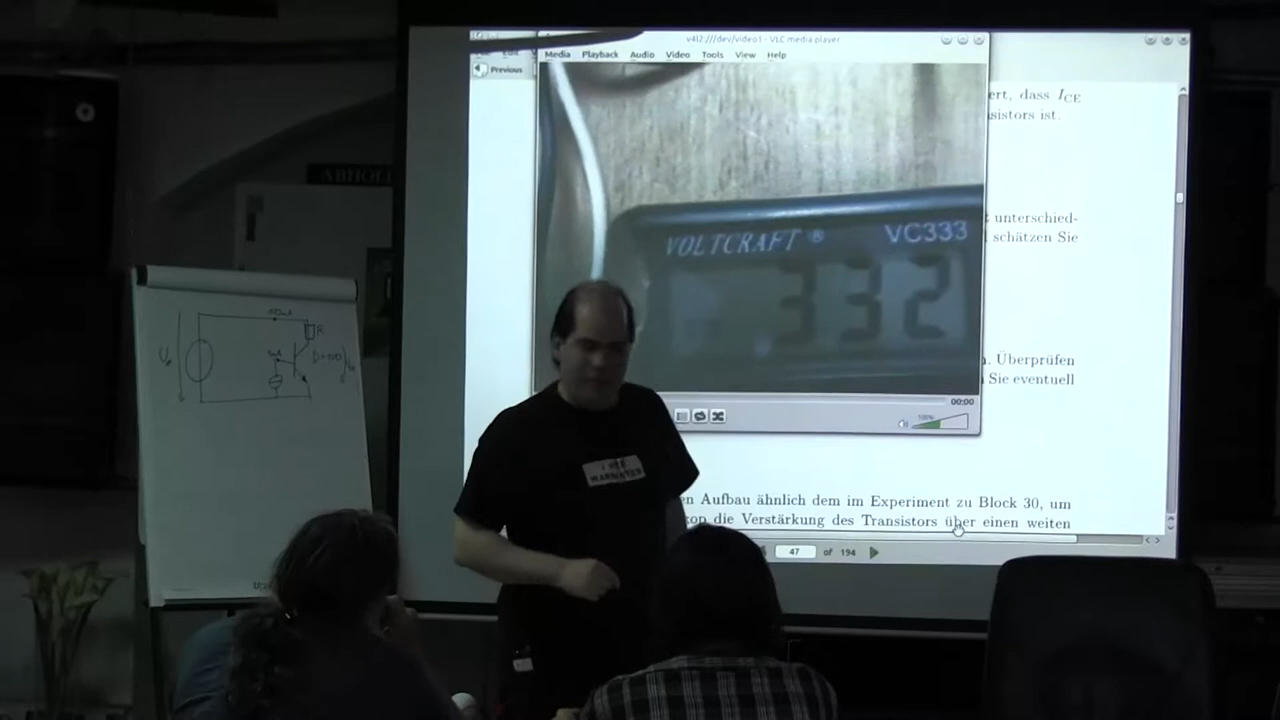 v4l2:///dev/video1 - VLC media player
Media Playback Audio Video Tools View Help
Previous
ert, dass I_CE
sistors ist.
VOLTCRAFT ® VC333
332
t unterschied-
schätzen Sie
n. Überprüfen
Sie eventuell
00:00
100%
en Aufbau ähnlich dem im Experiment zu Block 30, um
kop die Verstärkung des Transistors über einen weiten
47 of 194
ABHOL
R